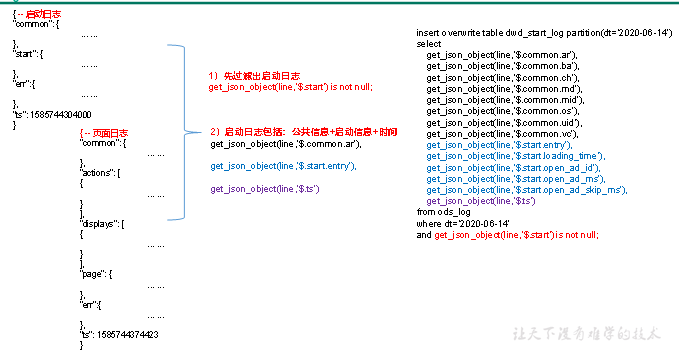 { -- 启动日志
"common": {
……
},
"start": {
……
},
"err":{
……
},
"ts": 1585744304000
}
{ -- 页面日志
"common": {
……
},
"actions": [
{
……
}
],
"displays": [
{
……
}
],
"page": {
……
},
"err":{
……
},
"ts": 1585744374423
}
1）先过滤出启动日志
get_json_object(line,'$.start') is not null;
2）启动日志包括：公共信息+启动信息+时间
get_json_object(line,'$.common.ar'),
get_json_object(line,'$.start.entry'),
get_json_object(line,'$.ts')
insert overwrite table dwd_start_log partition(dt='2020-06-14')
select
get_json_object(line,'$.common.ar'),
get_json_object(line,'$.common.ba'),
get_json_object(line,'$.common.ch'),
get_json_object(line,'$.common.md'),
get_json_object(line,'$.common.mid'),
get_json_object(line,'$.common.os'),
get_json_object(line,'$.common.uid'),
get_json_object(line,'$.common.vc'),
get_json_object(line,'$.start.entry'),
get_json_object(line,'$.start.loading_time'),
get_json_object(line,'$.start.open_ad_id'),
get_json_object(line,'$.start.open_ad_ms'),
get_json_object(line,'$.start.open_ad_skip_ms'),
get_json_object(line,'$.ts')
from ods_log
where dt='2020-06-14'
and get_json_object(line,'$.start') is not null;
让天下没有难学的技术